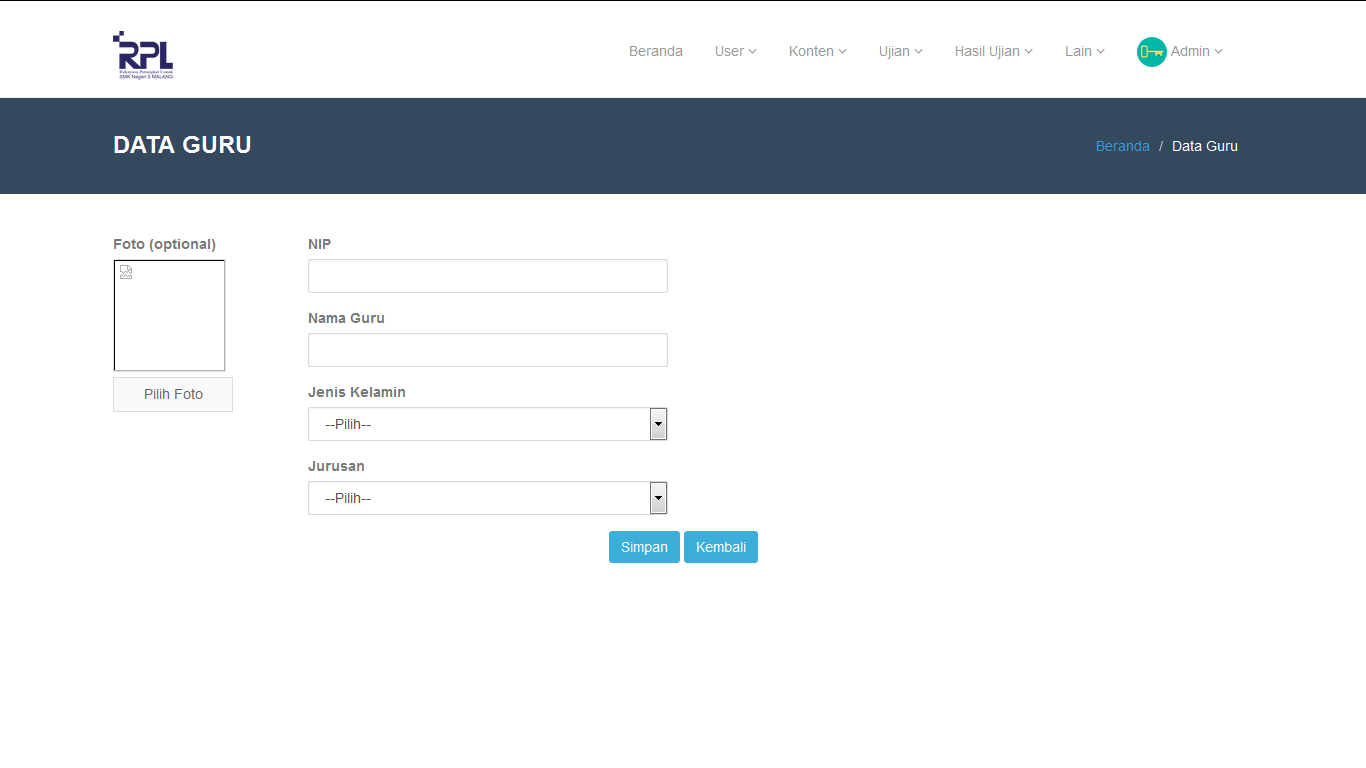 RPL
Rekayasa Perangkat Lunak
SMK Negeri 5 MALANG
Beranda User Konten Ujian Hasil Ujian Lain Admin
DATA GURU
Beranda / Data Guru
Foto (optional)
Pilih Foto
NIP
Nama Guru
Jenis Kelamin
--Pilih--
Jurusan
--Pilih--
Simpan Kembali